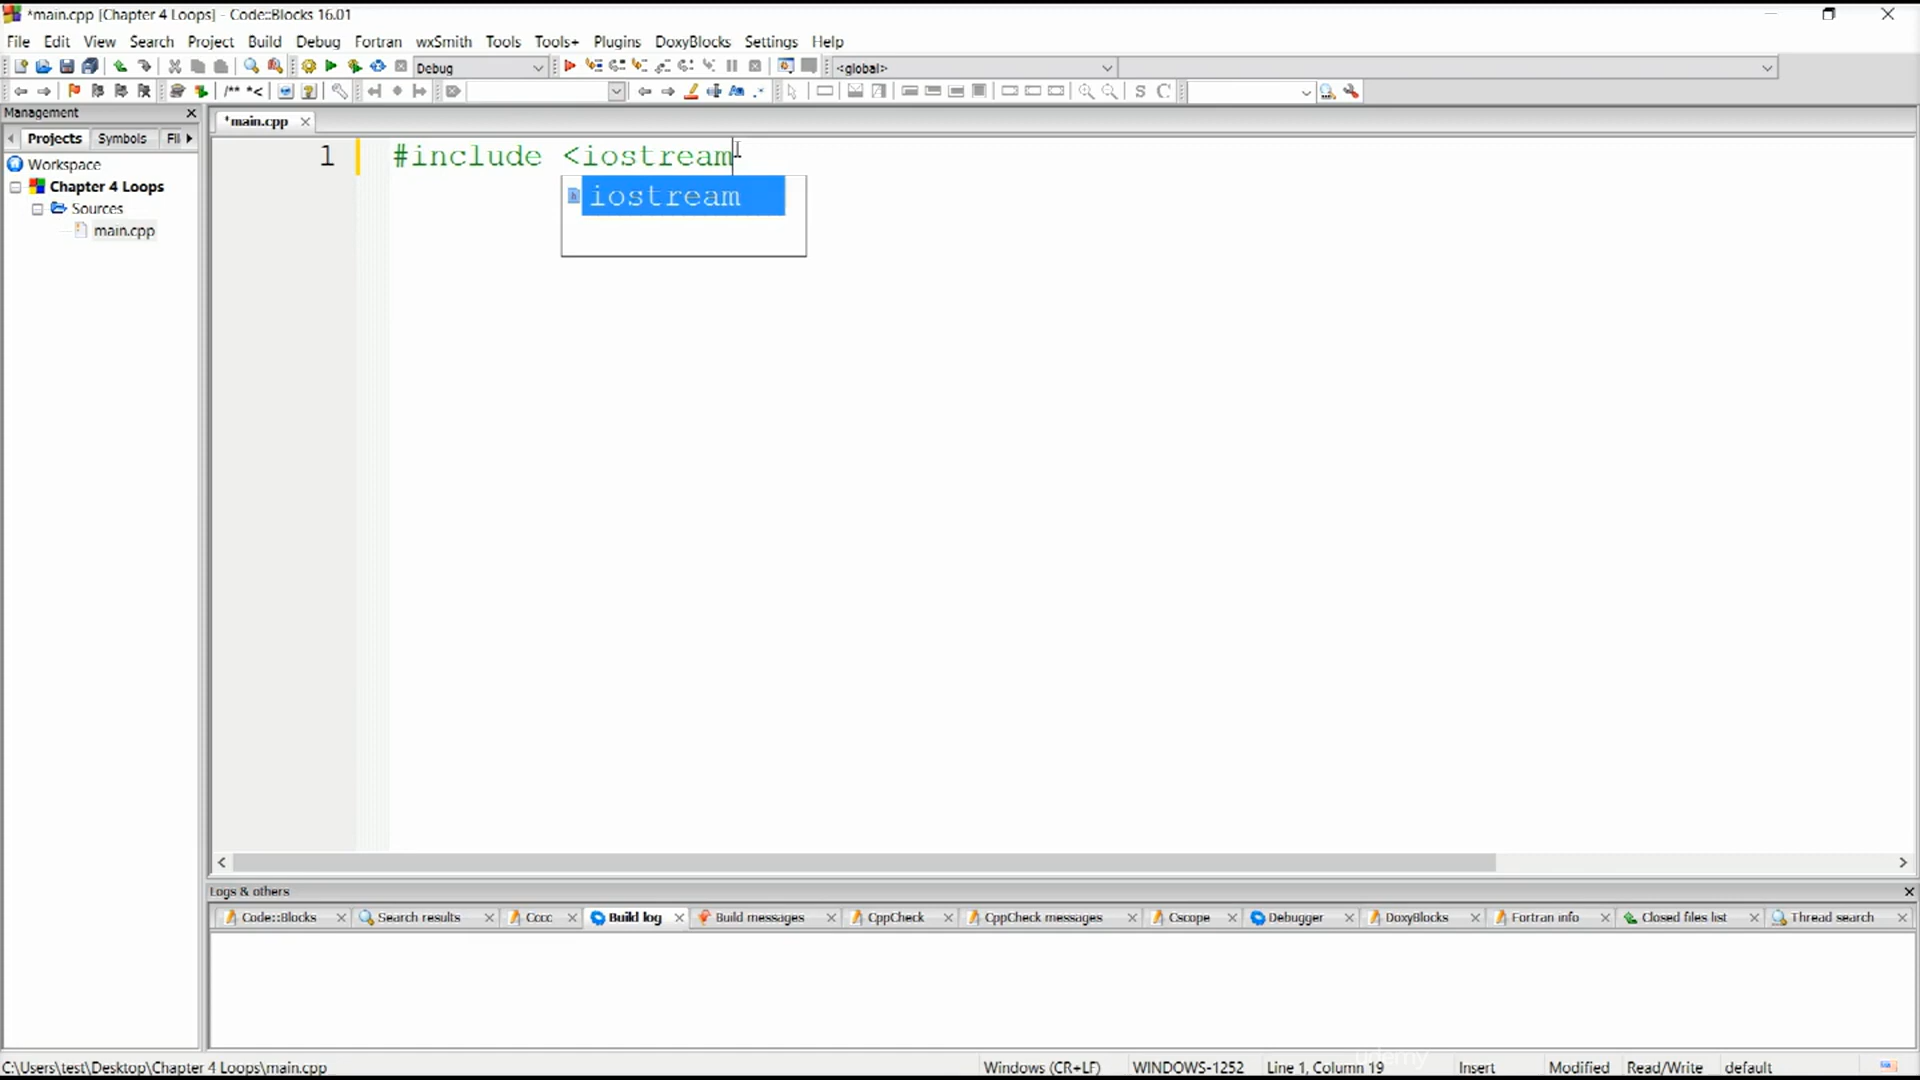 *main.cpp [Chapter 4 Loops] - Code::Blocks 16.01
File Edit View Search Project Build Debug Fortran wxSmith Tools Tools+ Plugins DoxyBlocks Settings Help
Debug <global>
/** *< S C
Management
*main.cpp
Projects Symbols Fil
Workspace
Chapter 4 Loops
Sources
main.cpp
1 #include <iostream
iostream
Logs & others
Code::Blocks Search results Cccc Build log Build messages CppCheck CppCheck messages Cscope Debugger DoxyBlocks Fortran info Closed files list Thread search
C:\Users\test\Desktop\Chapter 4 Loops\main.cpp Windows (CR+LF) WINDOWS-1252 Line 1, Column 19 Insert Modified Read/Write default
udemy